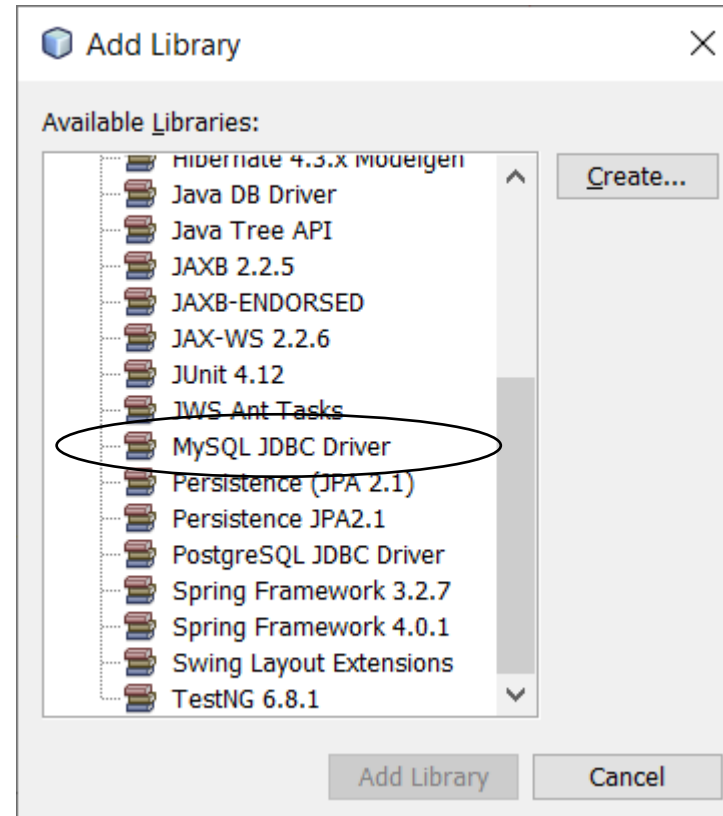 Add Library
Available Libraries:
Hibernate 4.3.x Modelgen
Create...
Java DB Driver
Java Tree API
JAXB 2.2.5
JAXB-ENDORSED
JAX-WS 2.2.6
JUnit 4.12
JWS Ant Tasks
MySQL JDBC Driver
Persistence (JPA 2.1)
Persistence JPA2.1
PostgreSQL JDBC Driver
Spring Framework 3.2.7
Spring Framework 4.0.1
Swing Layout Extensions
TestNG 6.8.1
Add Library
Cancel